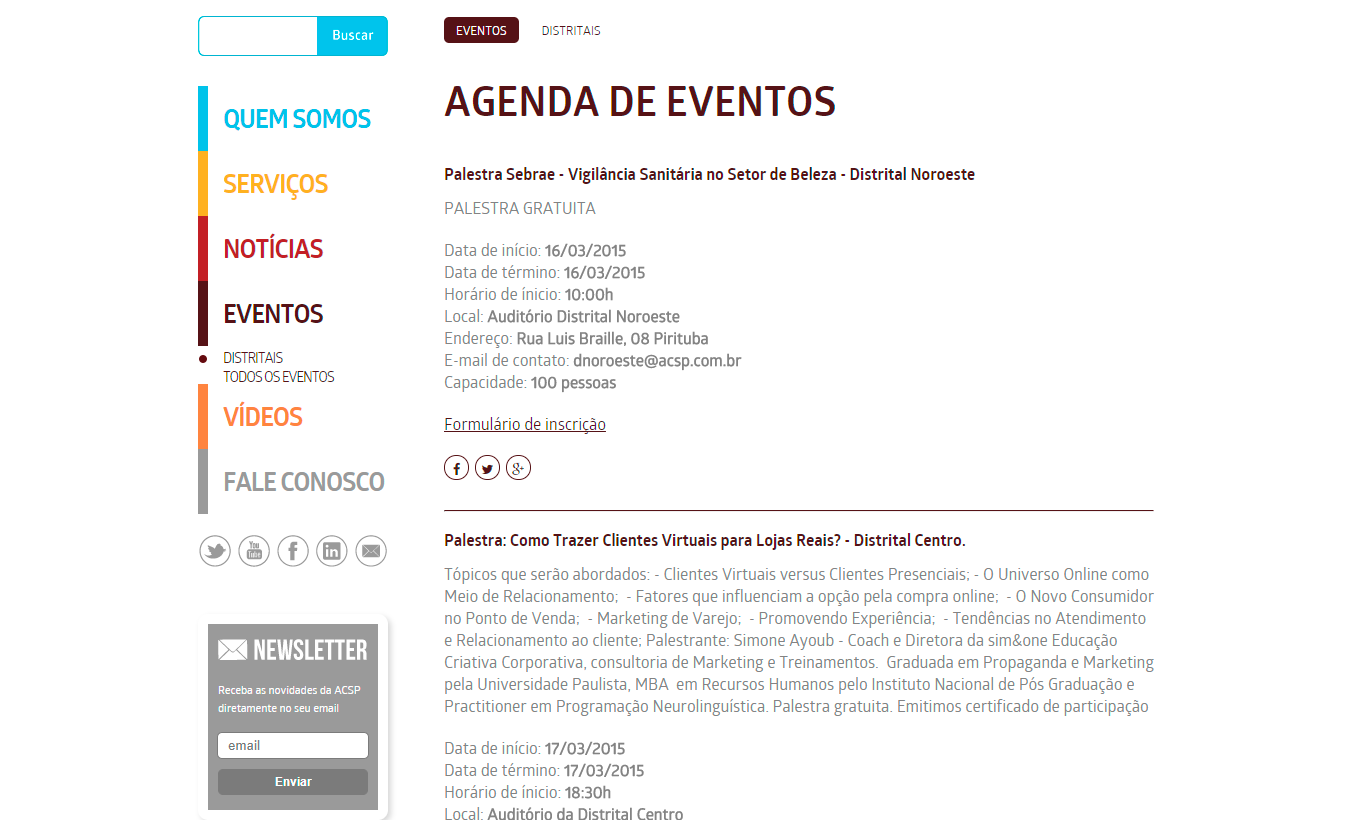 Buscar
EVENTOS
DISTRITAIS
QUEM SOMOS
SERVIÇOS
NOTÍCIAS
EVENTOS
DISTRITAIS
TODOS OS EVENTOS
VÍDEOS
FALE CONOSCO
You
Tube
NEWSLETTER
Receba as novidades da ACSP
diretamente no seu email
email
Enviar
AGENDA DE EVENTOS
Palestra Sebrae - Vigilância Sanitária no Setor de Beleza - Distrital Noroeste
PALESTRA GRATUITA
Data de início: 16/03/2015
Data de término: 16/03/2015
Horário de ínicio: 10:00h
Local: Auditório Distrital Noroeste
Endereço: Rua Luis Braille, 08 Pirituba
E-mail de contato: dnoroeste@acsp.com.br
Capacidade: 100 pessoas
Formulário de inscrição
Palestra: Como Trazer Clientes Virtuais para Lojas Reais? - Distrital Centro.
Tópicos que serão abordados: - Clientes Virtuais versus Clientes Presenciais; - O Universo Online como
Meio de Relacionamento;  - Fatores que influenciam a opção pela compra online;  - O Novo Consumidor
no Ponto de Venda;  - Marketing de Varejo;  - Promovendo Experiência;  - Tendências no Atendimento
e Relacionamento ao cliente; Palestrante: Simone Ayoub - Coach e Diretora da sim&one Educação
Criativa Corporativa, consultoria de Marketing e Treinamentos.  Graduada em Propaganda e Marketing
pela Universidade Paulista, MBA  em Recursos Humanos pelo Instituto Nacional de Pós Graduação e
Practitioner em Programação Neurolinguística. Palestra gratuita. Emitimos certificado de participação
Data de início: 17/03/2015
Data de término: 17/03/2015
Horário de ínicio: 18:30h
Local: Auditório da Distrital Centro